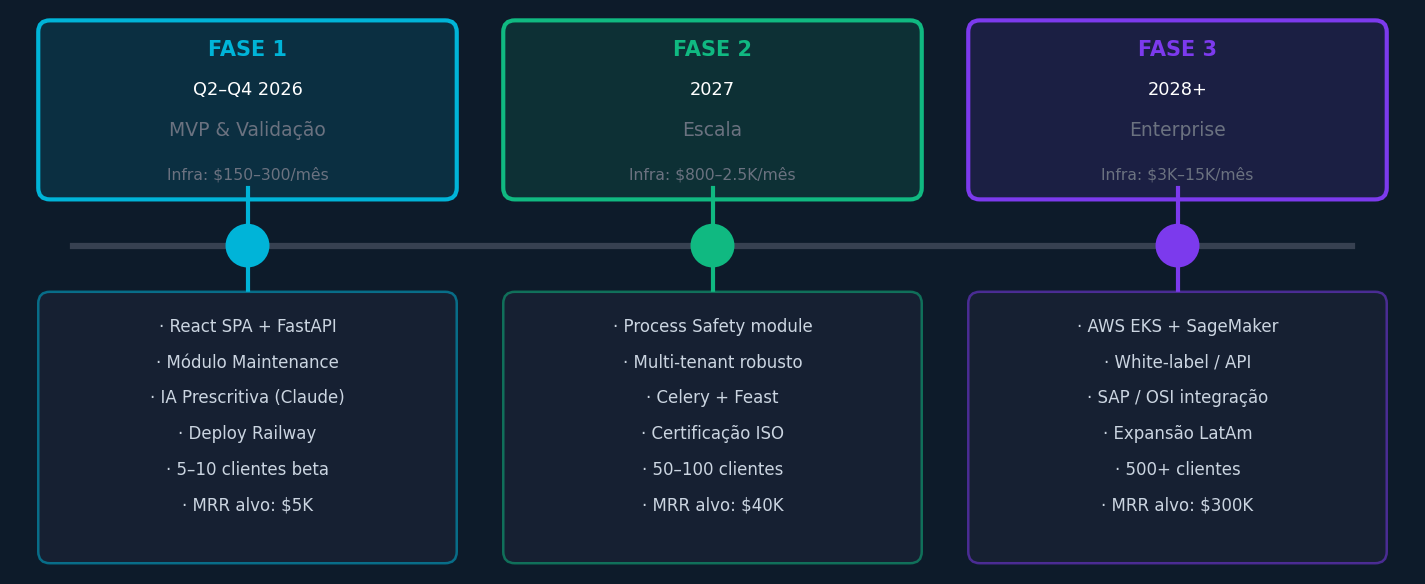 FASE 1
Q2–Q4 2026
MVP & Validação
Infra: $150–300/mês
FASE 2
2027
Escala
Infra: $800–2.5K/mês
FASE 3
2028+
Enterprise
Infra: $3K–15K/mês
· React SPA + FastAPI
· Módulo Maintenance
· IA Prescritiva (Claude)
· Deploy Railway
· 5–10 clientes beta
· MRR alvo: $5K
· Process Safety module
· Multi-tenant robusto
· Celery + Feast
· Certificação ISO
· 50–100 clientes
· MRR alvo: $40K
· AWS EKS + SageMaker
· White-label / API
· SAP / OSI integração
· Expansão LatAm
· 500+ clientes
· MRR alvo: $300K